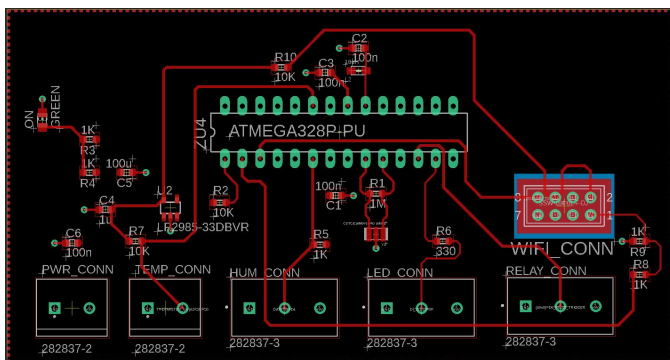 C2
100n
R10
10K
C3
100n
ON
GREEN
ZU4
ATMEGA328P-PU
1K
R3
1K
R4
100u
C5
U2
LP2985-33DBVR
R2
10K
100n
C1
R1
1M
8
2
7
1
WIFI_CONN
C4
1u
C6
100n
R7
10K
R5
1K
R6
330
1K
R9
R8
1K
PWR_CONN
TEMP_CONN
HUM_CONN
LED_CONN
RELAY_CONN
282837-2
282837-2
282837-3
282837-3
282837-3